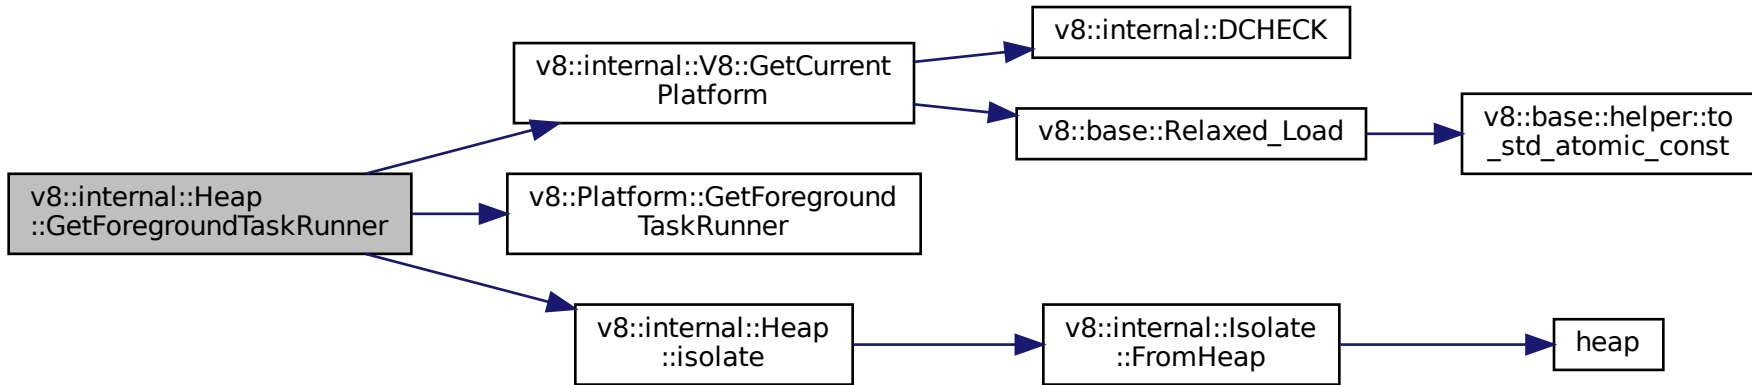 v8::internal::Heap
::GetForegroundTaskRunner
v8::internal::V8::GetCurrent
Platform
v8::internal::DCHECK
v8::base::Relaxed_Load
v8::base::helper::to
_std_atomic_const
v8::Platform::GetForeground
TaskRunner
v8::internal::Heap
::isolate
v8::internal::Isolate
::FromHeap
heap